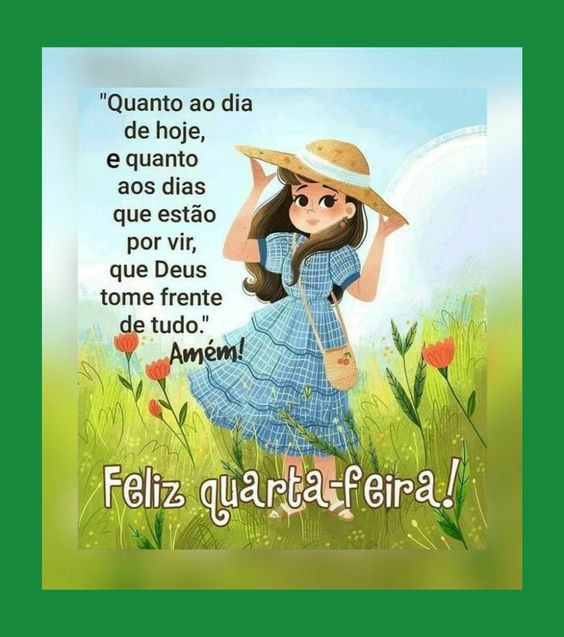 "Quanto ao dia
de hoje,
e quanto
aos dias
que estão
por vir,
que Deus
tome frente
de tudo."
Amém!
Feliz quarta-feira!